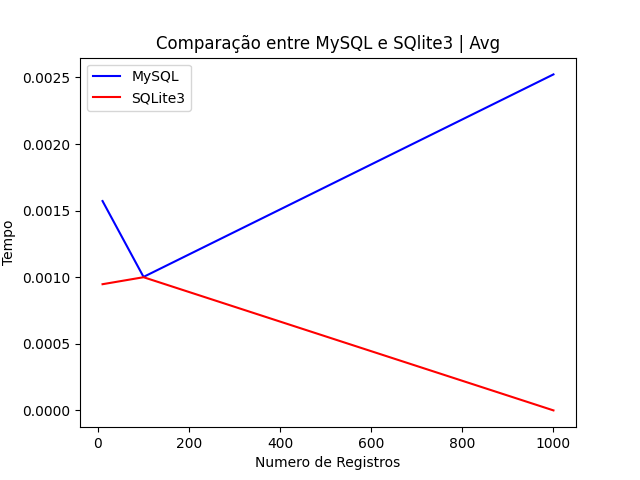 Comparação entre MySQL e SQlite3 | Avg
MySQL
SQLite3
0.0025
0.0020
0.0015
0.0010
0.0005
0.0000
Tempo
0 200 400 600 800 1000
Numero de Registros